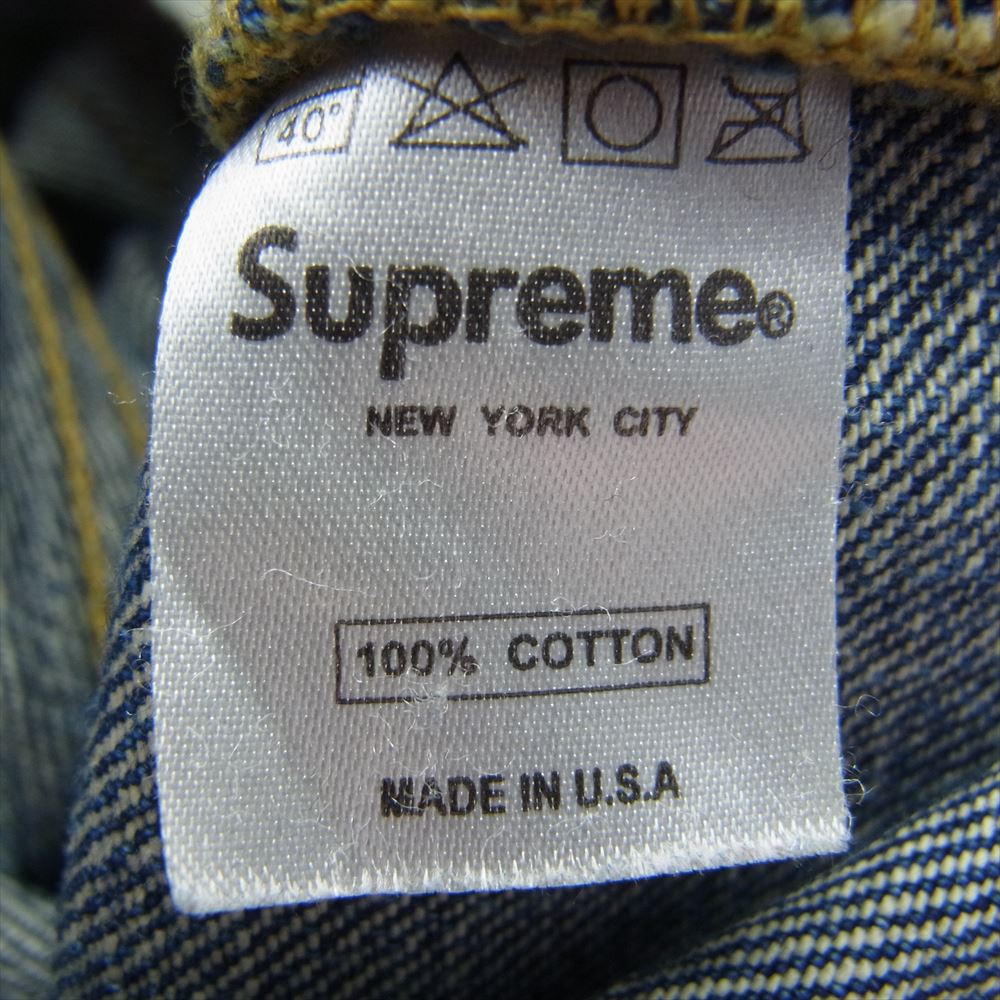 40°
Supreme®
NEW YORK CITY
100% COTTON
MADE IN U.S.A